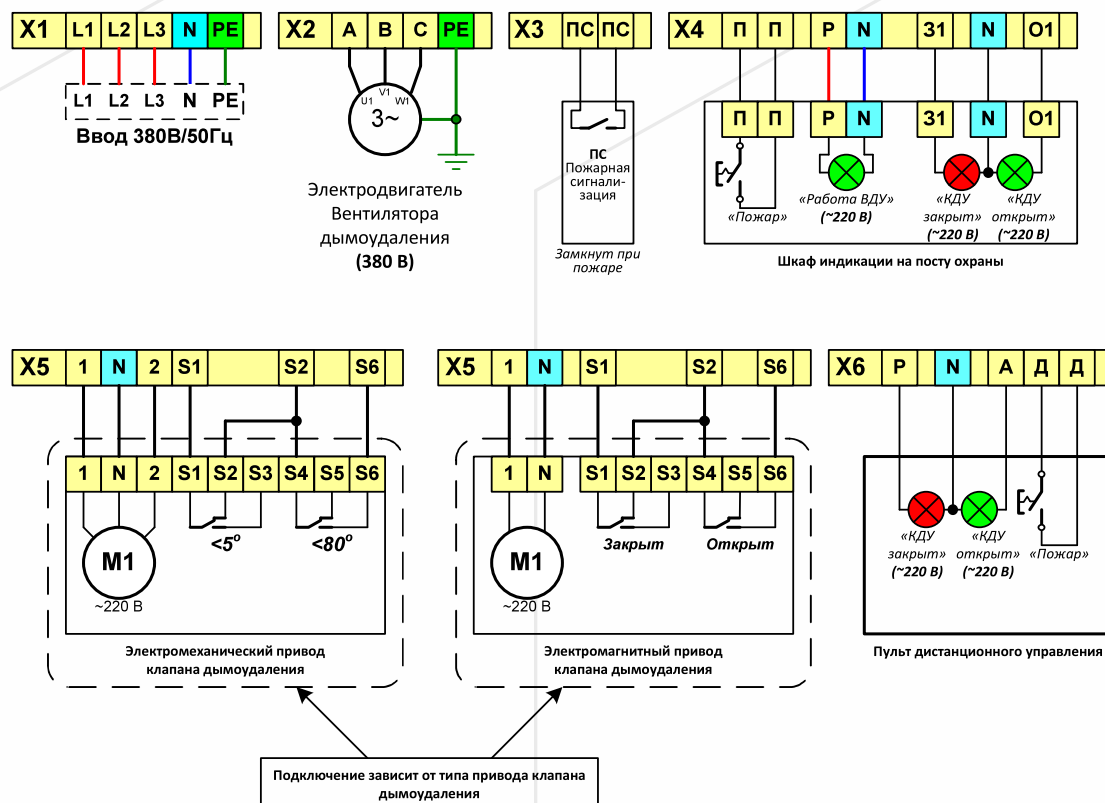 X1 L1 L2 L3 N PE
L1 L2 L3 N PE
Ввод 380В/50Гц
X2 A B C PE
U1 V1 W1
3~
Электродвигатель
Вентилятора
дымоудаления
(380 В)
X3 ПС ПС
ПС
Пожарная
сигнали-
зация
Замкнут при
пожаре
X4 П П Р N З1 N О1
П П Р N З1 N О1
«Пожар»
«Работа ВДУ»
(~220 В)
«КДУ
закрыт»
(~220 В)
«КДУ
открыт»
(~220 В)
Шкаф индикации на посту охраны
X5 1 N 2 S1 S2 S6
1 N 2 S1 S2 S3 S4 S5 S6
<5° <80°
M1
~220 В
Электромеханический привод
клапана дымоудаления
X5 1 N S1 S2 S6
1 N S1 S2 S3 S4 S5 S6
Закрыт Открыт
M1
~220 В
Электромагнитный привод
клапана дымоудаления
X6 Р N А Д Д
«КДУ
закрыт»
(~220 В)
«КДУ
открыт»
(~220 В)
«Пожар»
Пульт дистанционного управления
Подключение зависит от типа привода клапана
дымоудаления